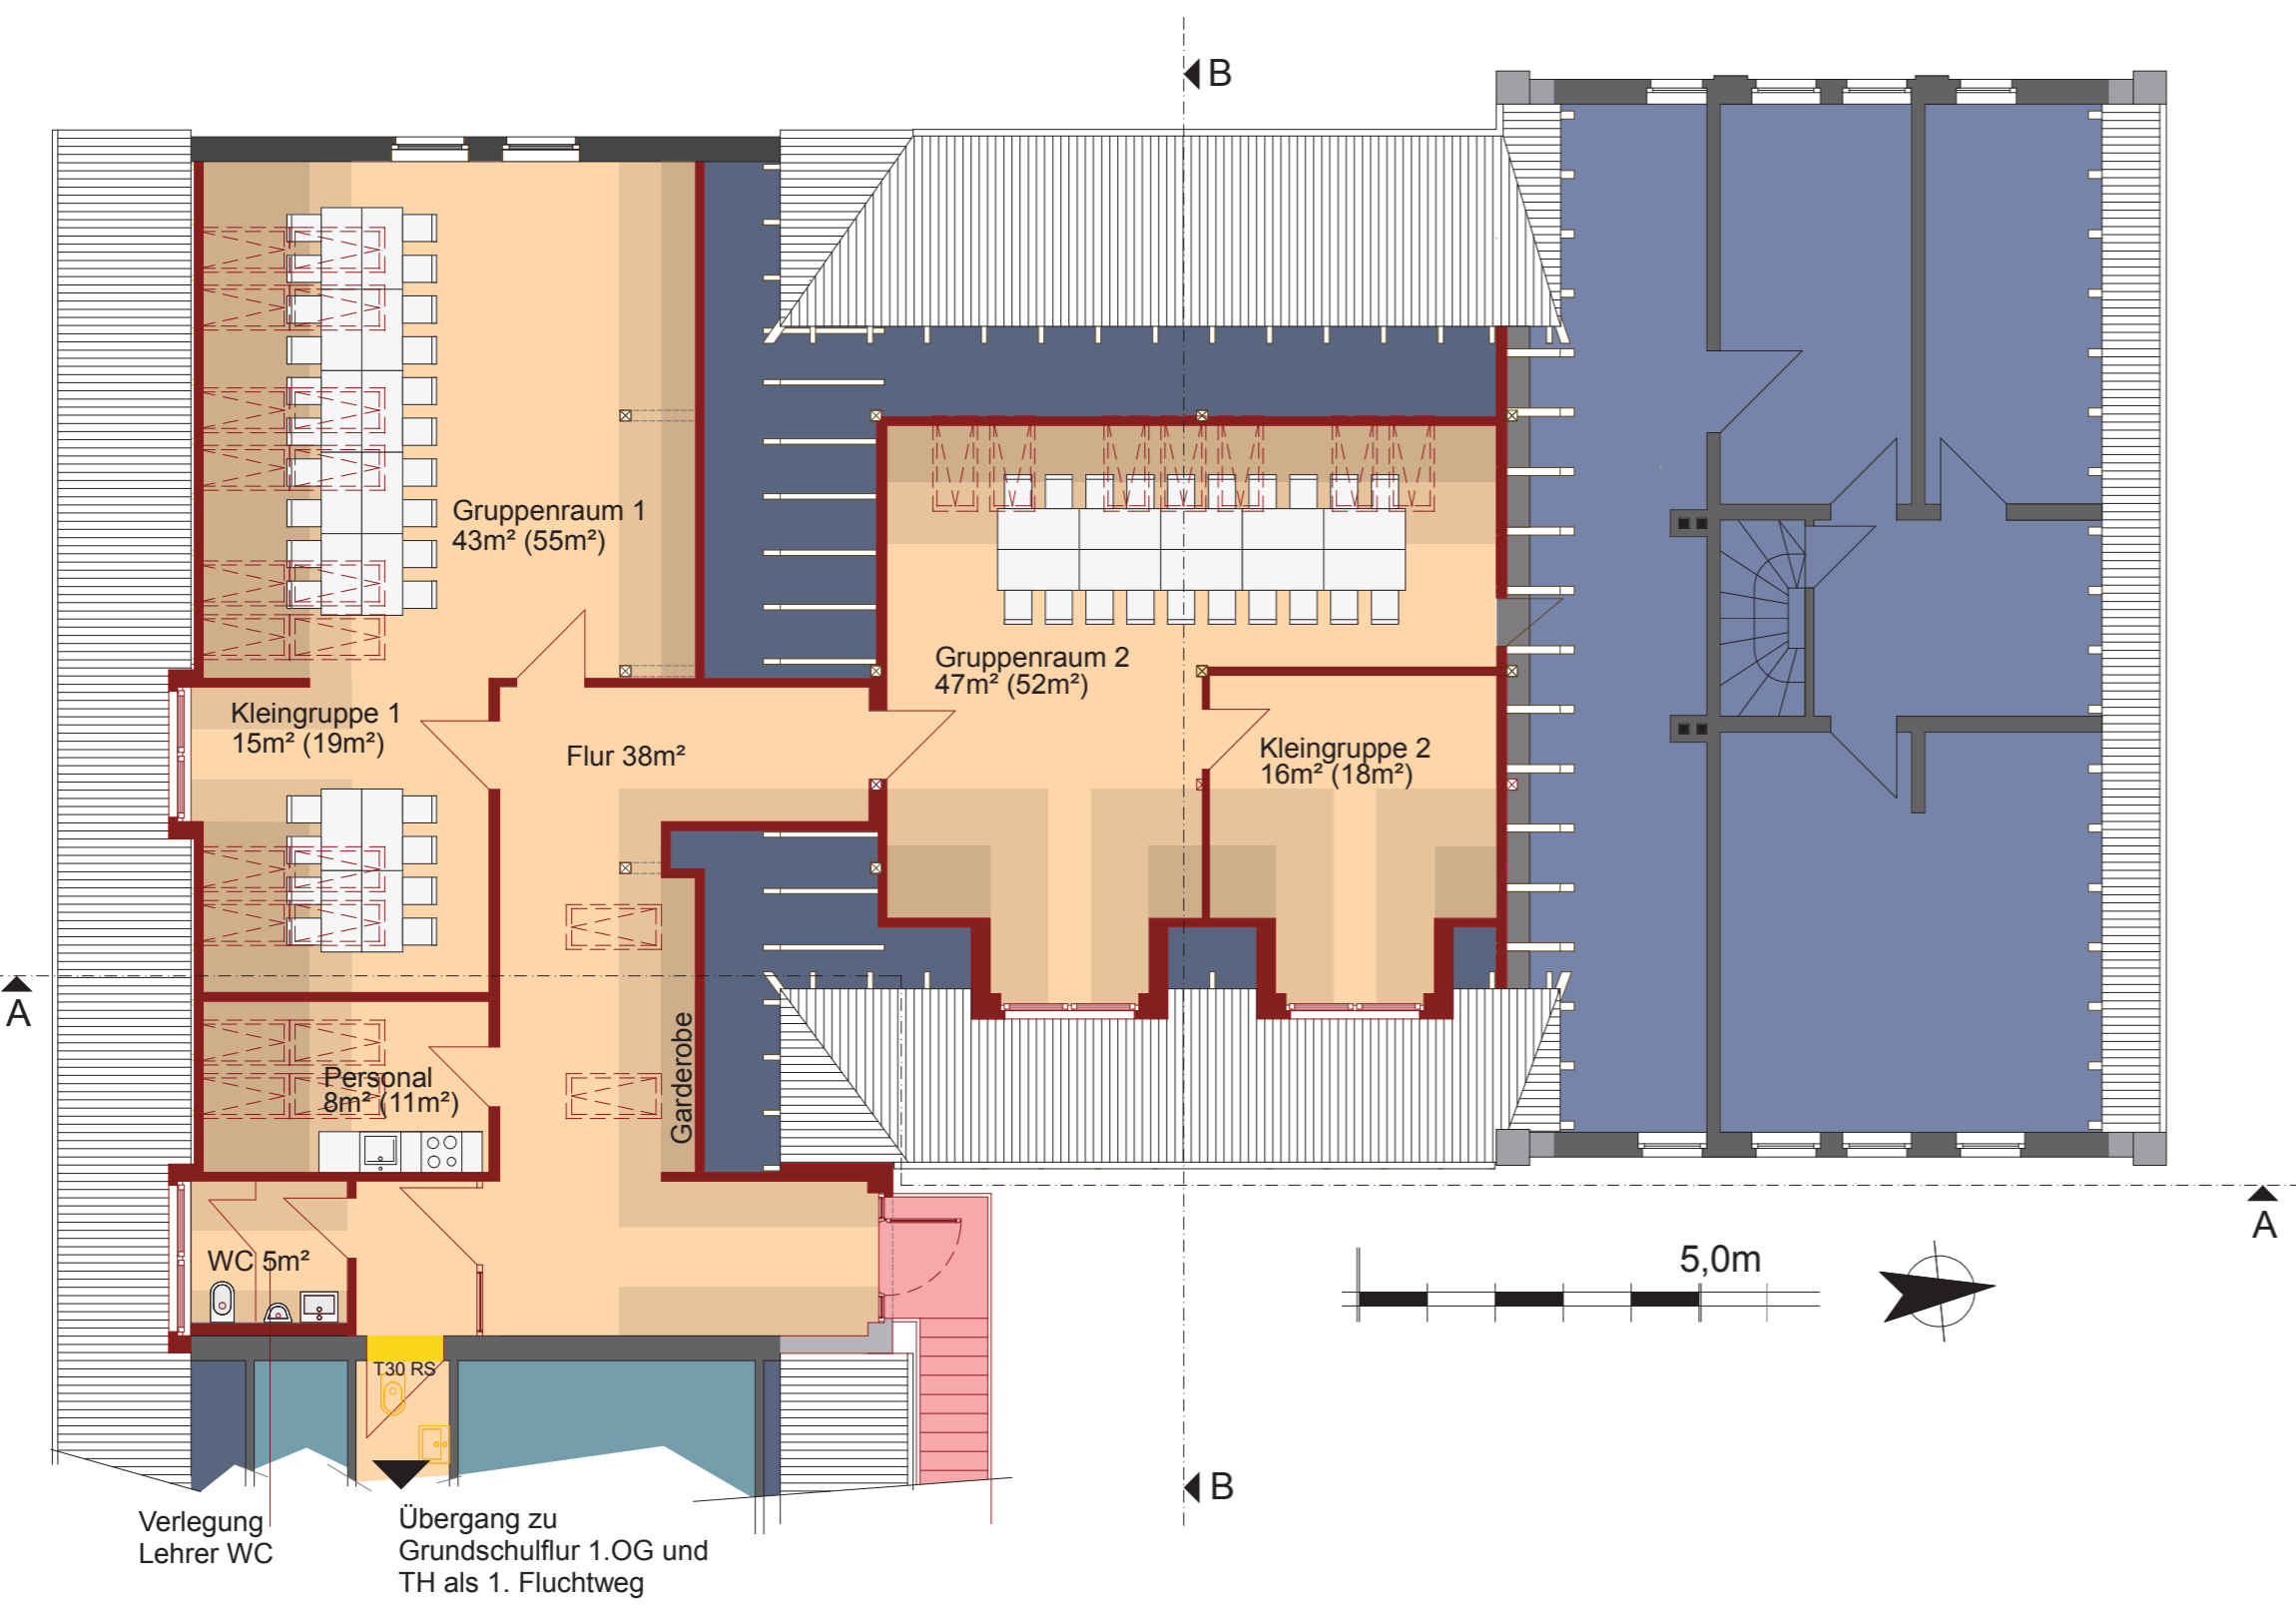 B
Gruppenraum 1
43m² (55m²)
Gruppenraum 2
47m² (52m²)
Kleingruppe 1
15m² (19m²)
Flur 38m²
Kleingruppe 2
16m² (18m²)
A
Garderobe
Personal
8m² (11m²)
A
WC 5m²
5,0m
T30 RS
B
Verlegung
Lehrer WC
Übergang zu
Grundschulflur 1.OG und
TH als 1. Fluchtweg